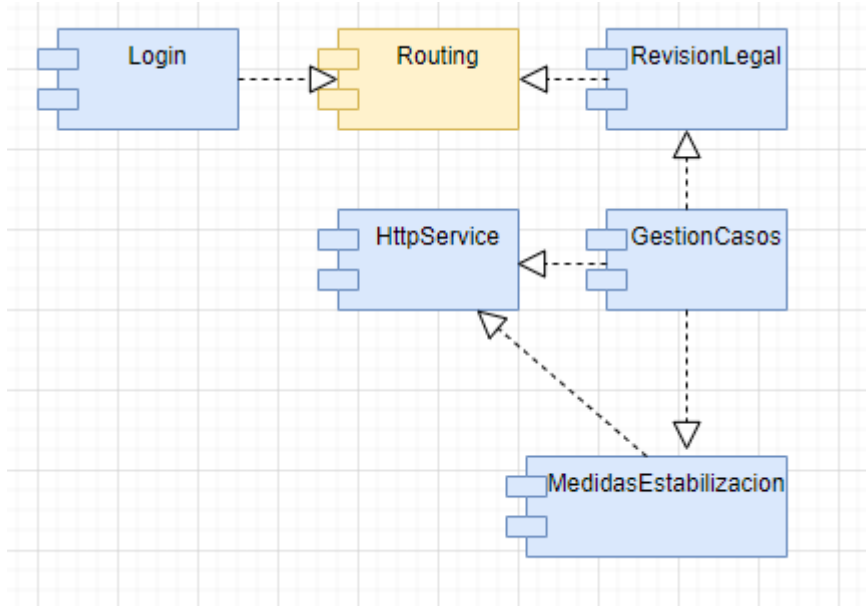 Login
Routing
RevisionLegal
HttpService
GestionCasos
MedidasEstabilizacion